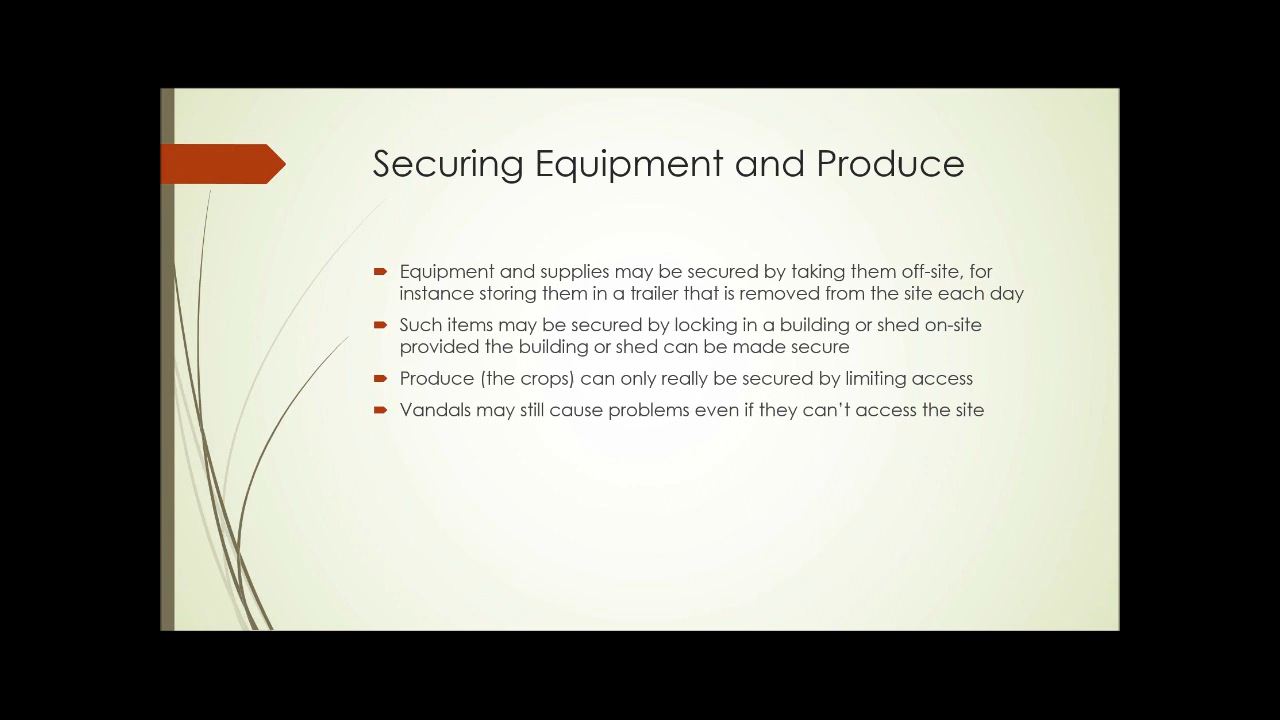 Securing Equipment and Produce
Equipment and supplies may be secured by taking them off-site, for
instance storing them in a trailer that is removed from the site each day
Such items may be secured by locking in a building or shed on-site
provided the building or shed can be made secure
Produce (the crops) can only really be secured by limiting access
Vandals may still cause problems even if they can’t access the site